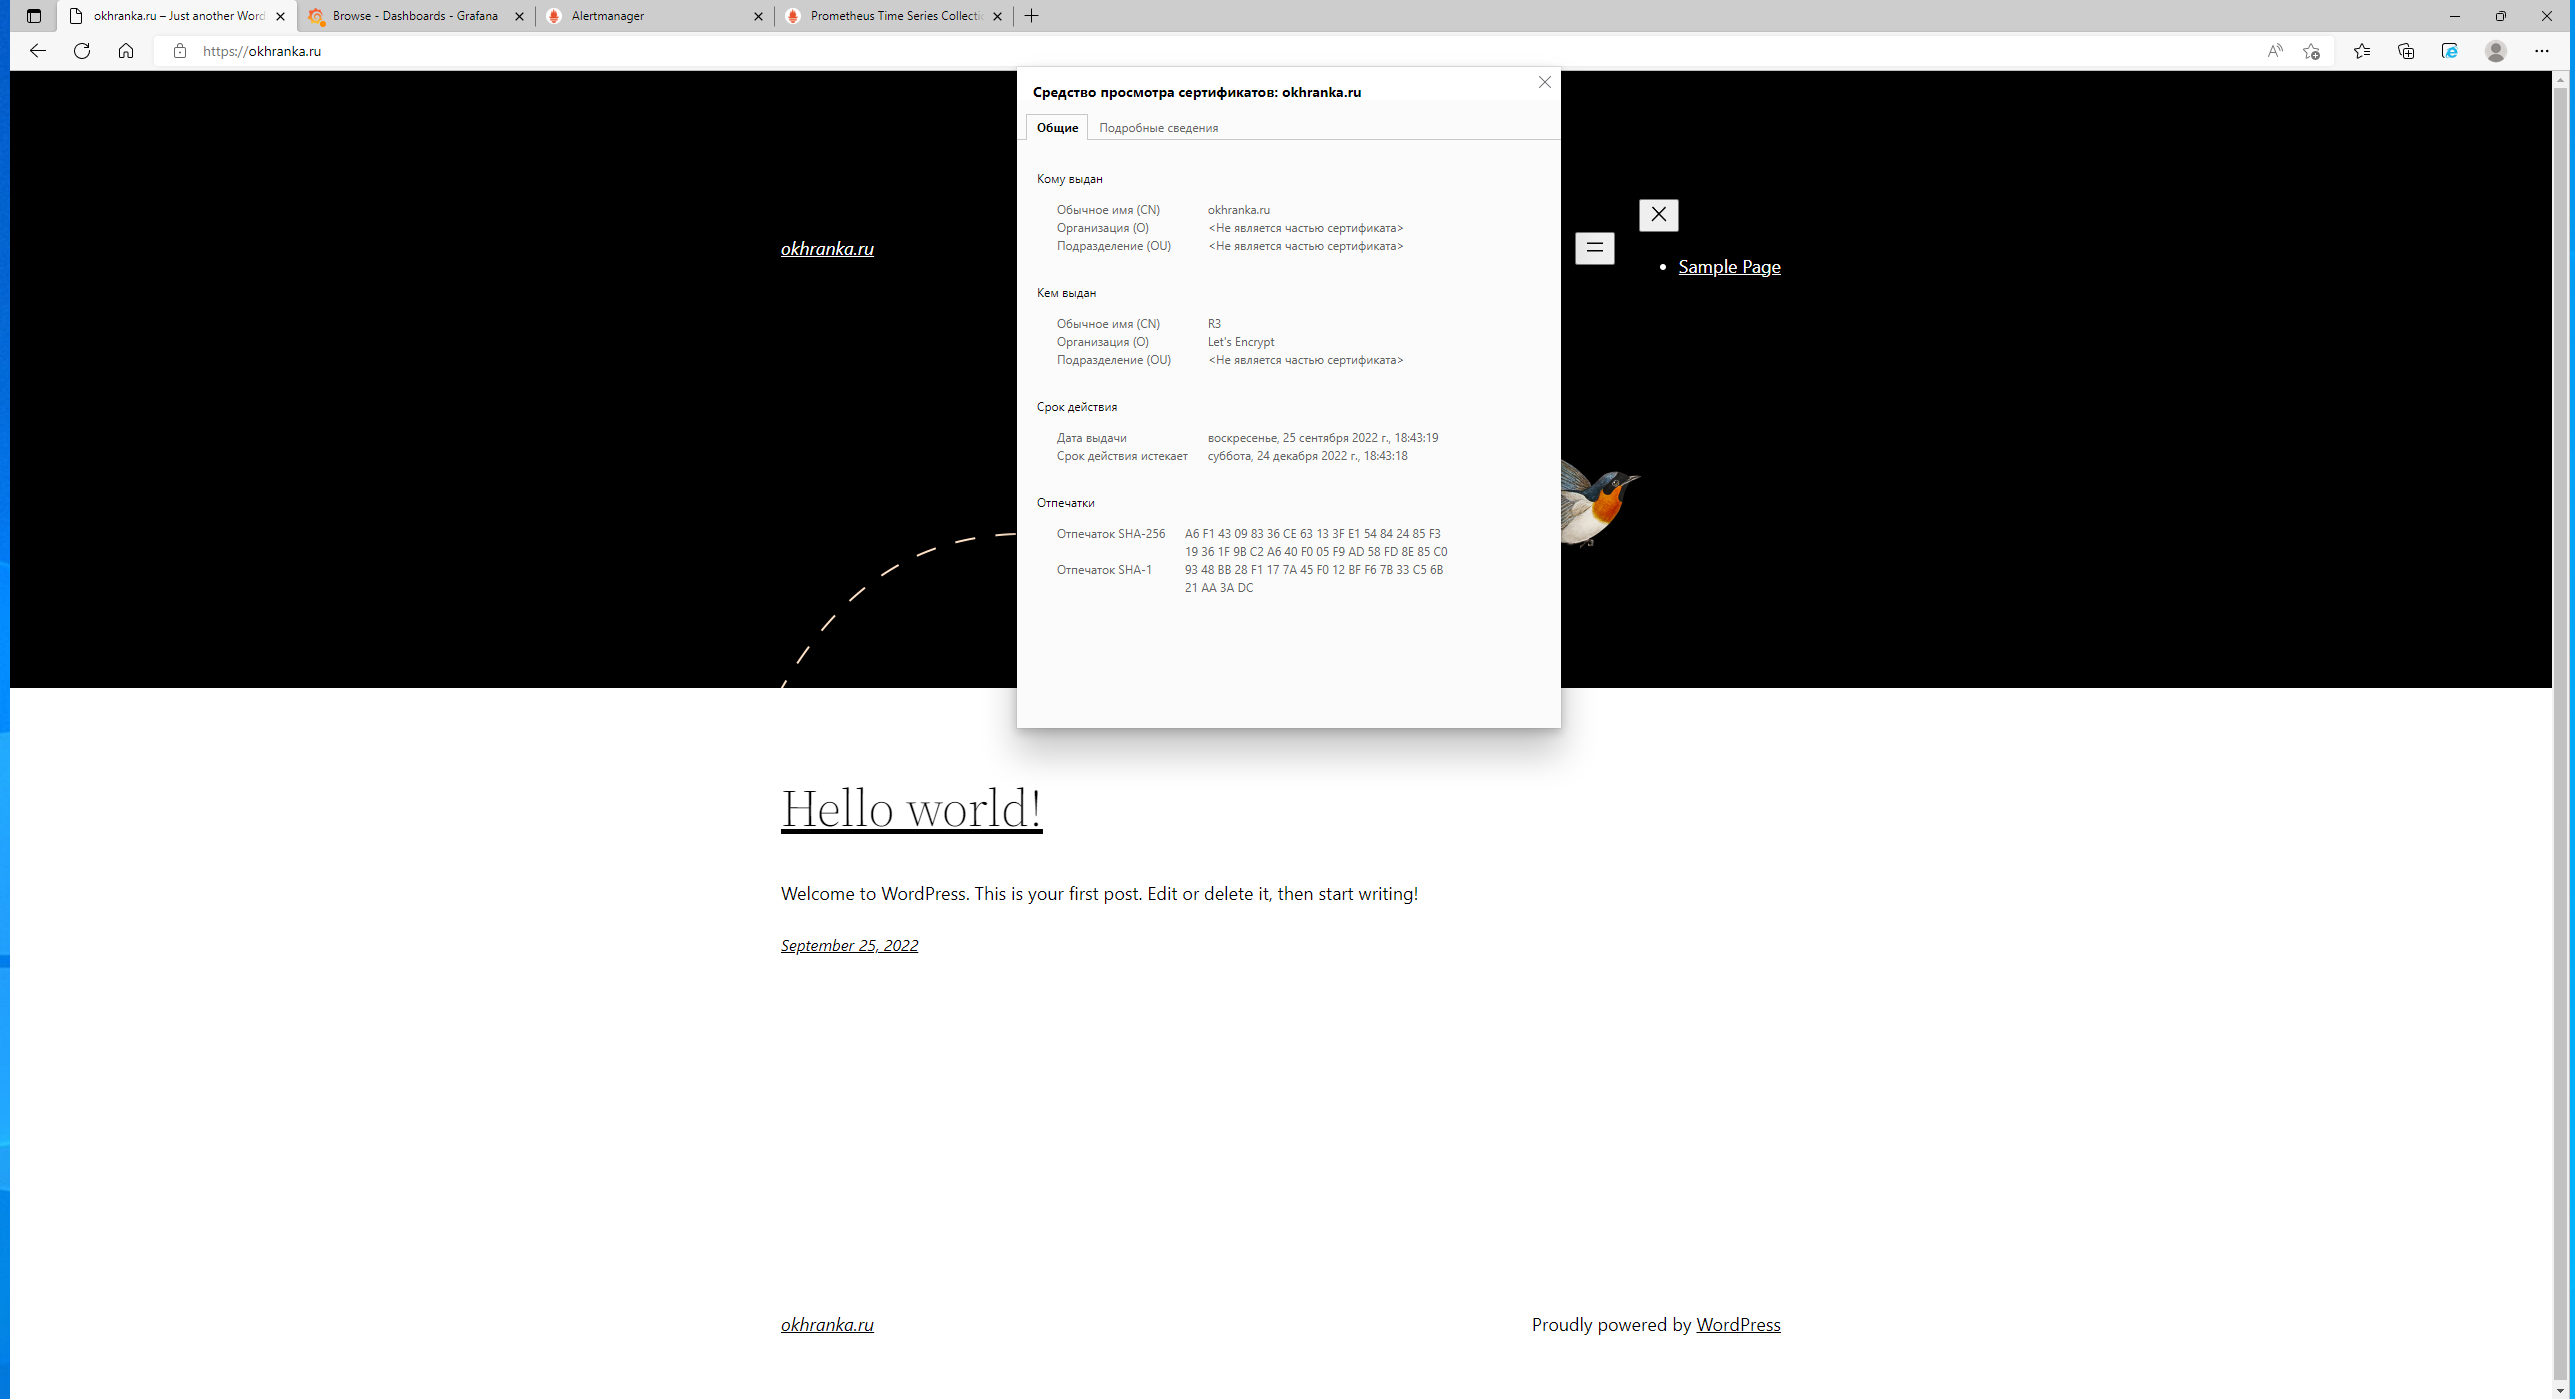 okhranka.ru – Just another Word
Browse - Dashboards - Grafana
Alertmanager
Prometheus Time Series Collecti
https://okhranka.ru
Средство просмотра сертификатов: okhranka.ru
Общие Подробные сведения
Кому выдан
Обычное имя (CN) okhranka.ru
Организация (O) <Не является частью сертификата>
Подразделение (OU) <Не является частью сертификата>
Кем выдан
Обычное имя (CN) R3
Организация (O) Let's Encrypt
Подразделение (OU) <Не является частью сертификата>
Срок действия
Дата выдачи воскресенье, 25 сентября 2022 г., 18:43:19
Срок действия истекает суббота, 24 декабря 2022 г., 18:43:18
Отпечатки
Отпечаток SHA-256 A6 F1 43 09 83 36 CE 63 13 3F E1 54 84 24 85 F3
19 36 1F 9B C2 A6 40 F0 05 F9 AD 58 FD 8E 85 C0
Отпечаток SHA-1 93 48 BB 28 F1 17 7A 45 F0 12 BF F6 7B 33 C5 6B
21 AA 3A DC
okhranka.ru
Sample Page
Hello world!
Welcome to WordPress. This is your first post. Edit or delete it, then start writing!
September 25, 2022
okhranka.ru
Proudly powered by WordPress